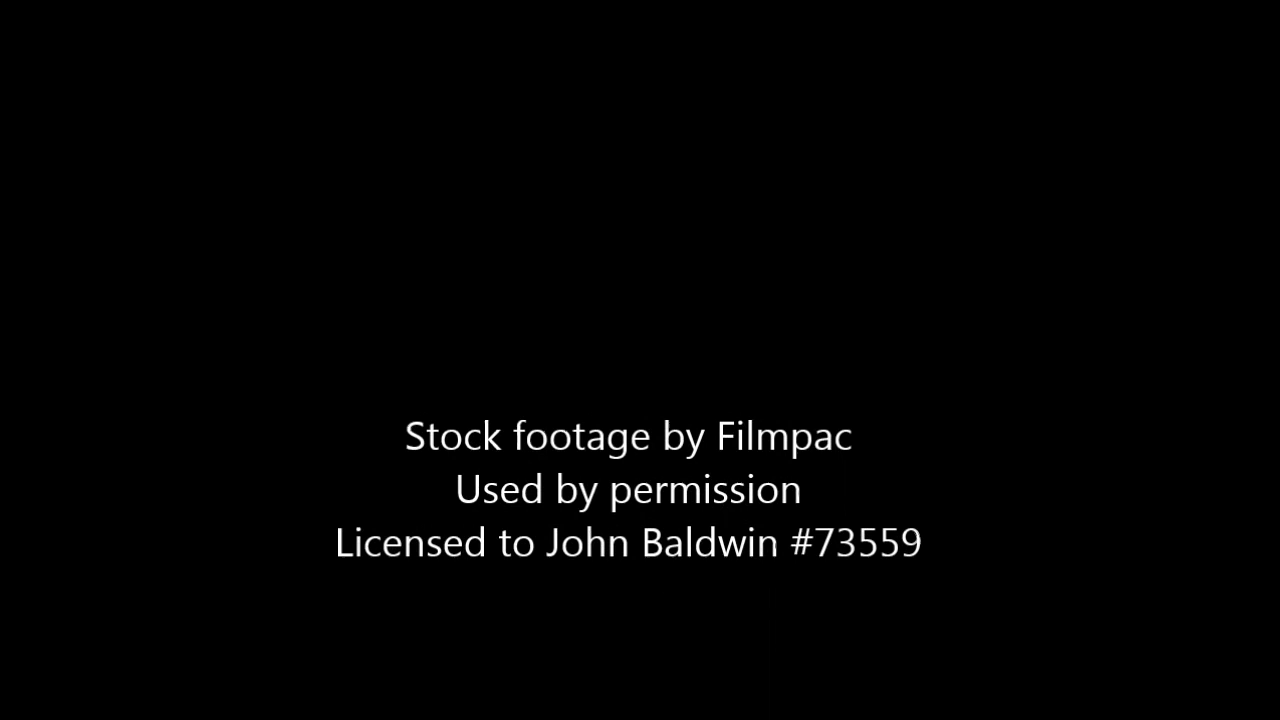 Stock footage by Filmpac
Used by permission
Licensed to John Baldwin #73559